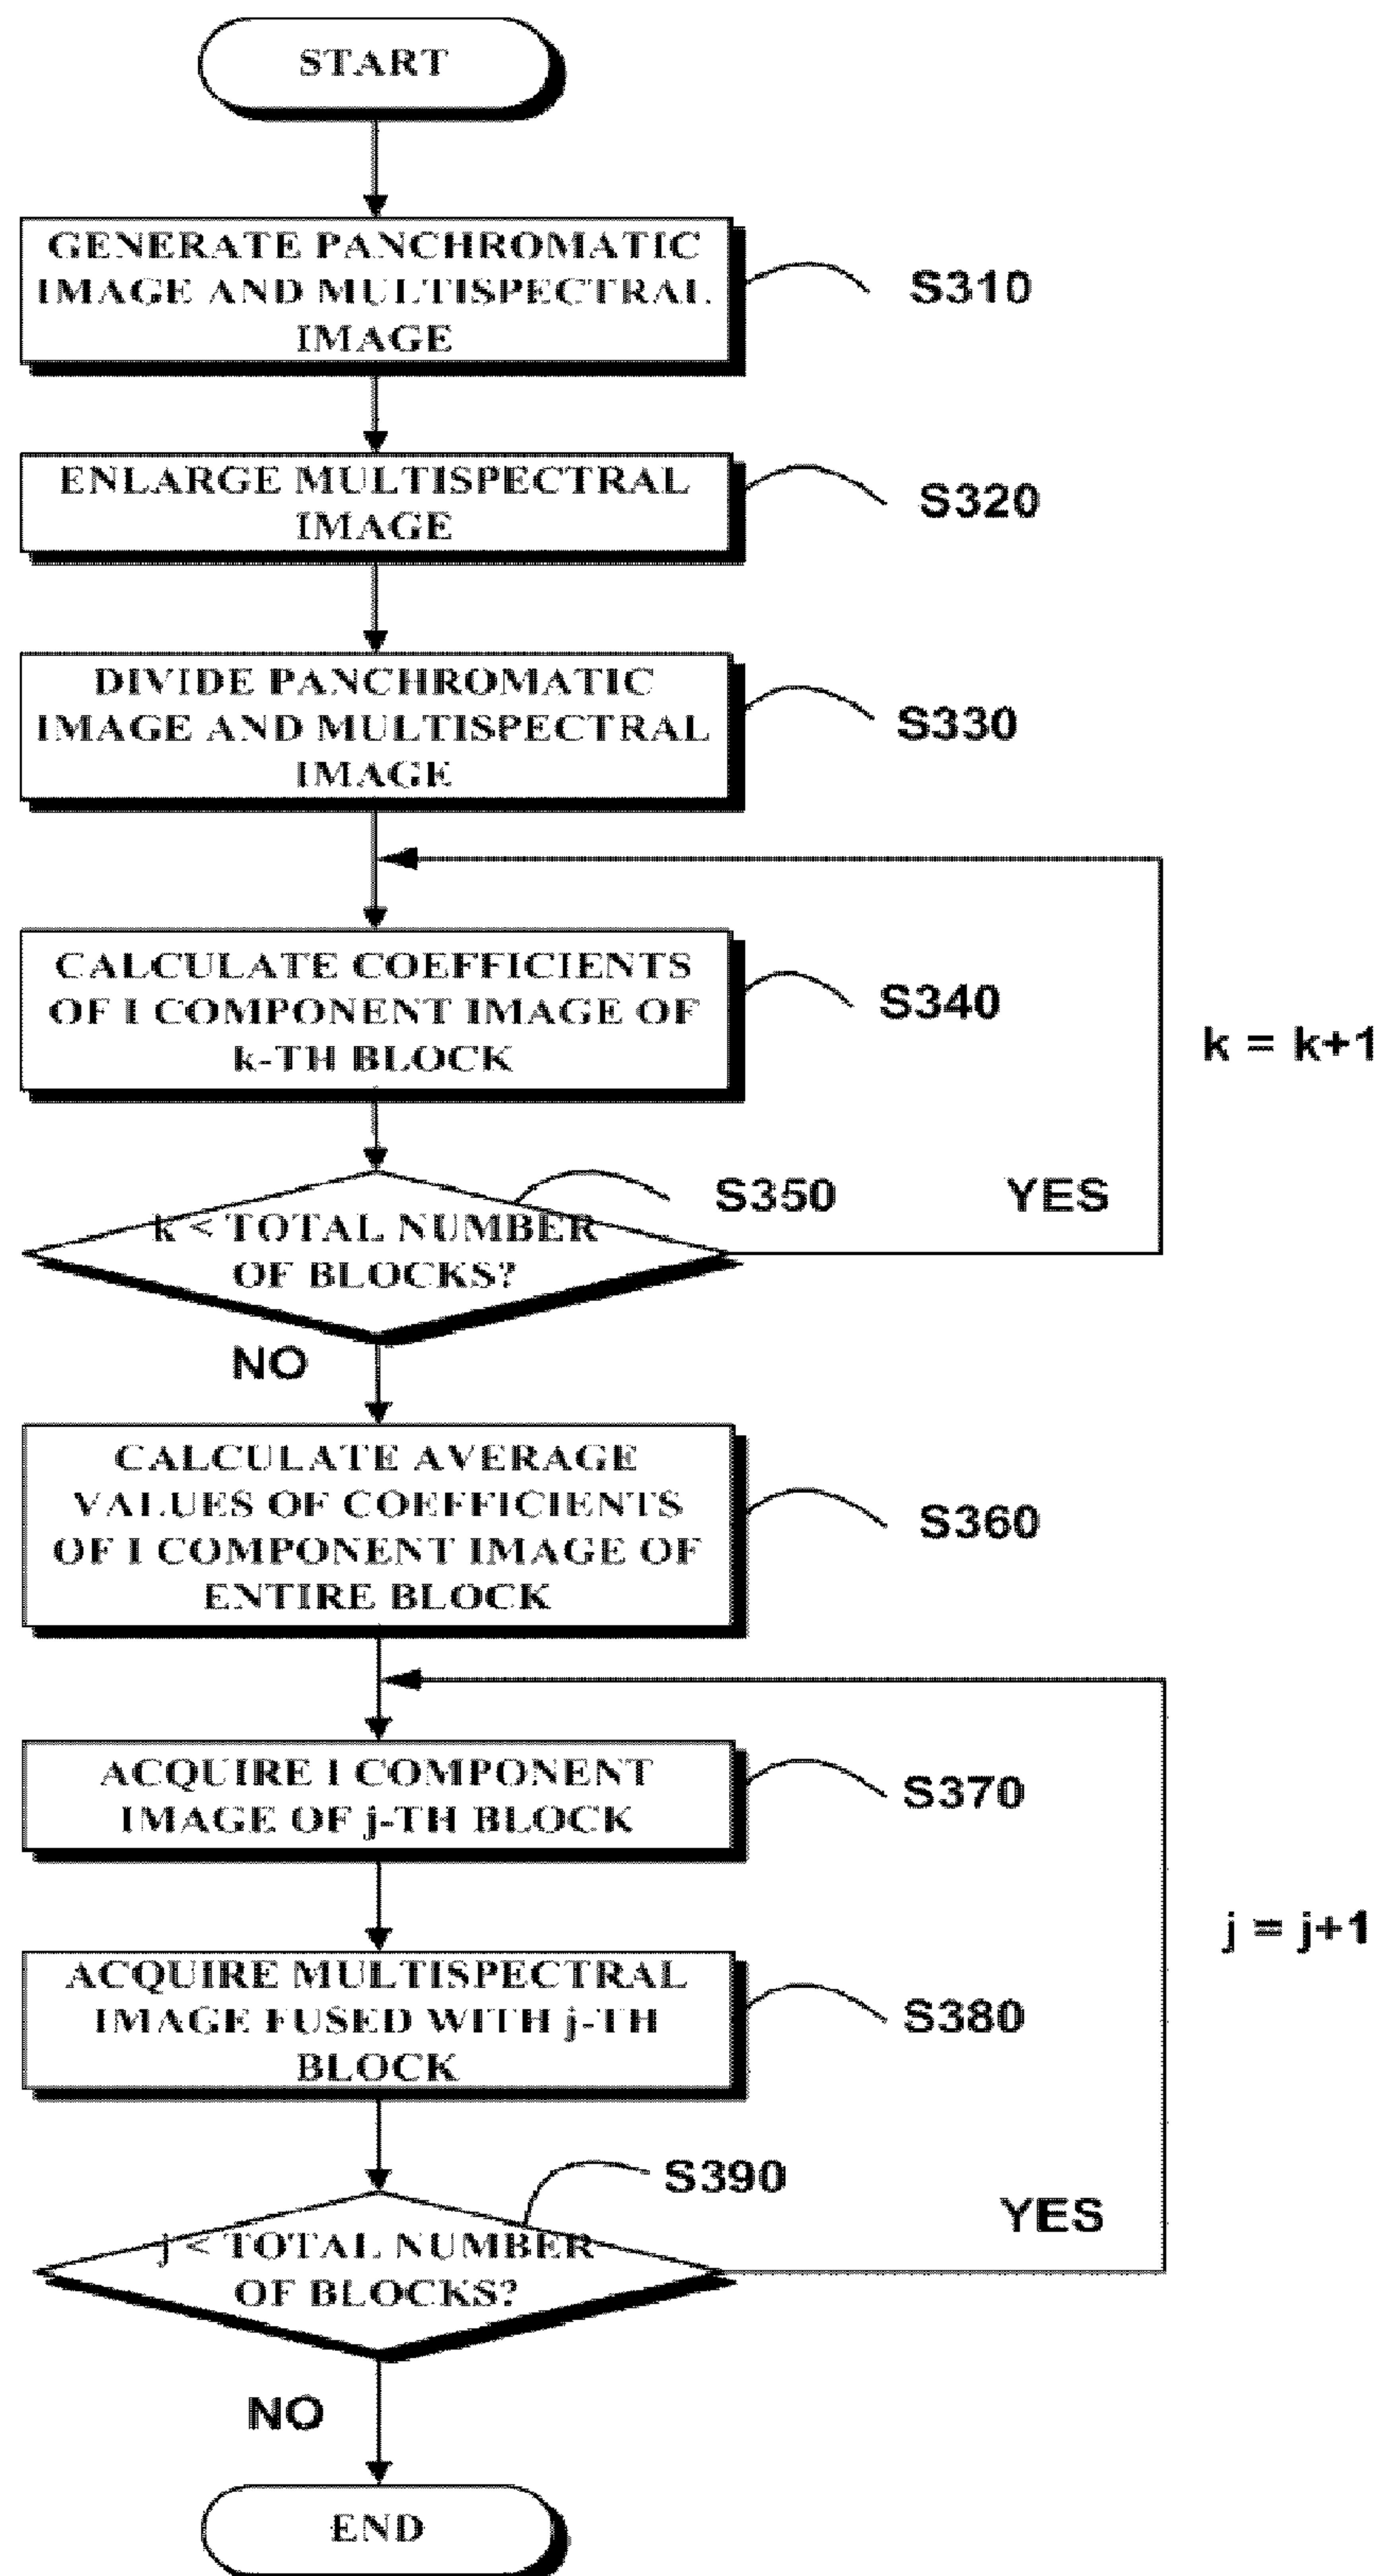 START
GENERATE PANCHROMATIC
IMAGE AND MULTISPECTRAL
IMAGE
S310
ENLARGE MULTISPECTRAL
IMAGE
S320
DIVIDE PANCHROMATIC
IMAGE AND MULTISPECTRAL
IMAGE
S330
CALCULATE COEFFICIENTS
OF I COMPONENT IMAGE OF
k-TH BLOCK
S340
k = k+1
S350
YES
k < TOTAL NUMBER
OF BLOCKS?
NO
CALCULATE AVERAGE
VALUES OF COEFFICIENTS
OF I COMPONENT IMAGE OF
ENTIRE BLOCK
S360
ACQUIRE I COMPONENT
IMAGE OF j-TH BLOCK
S370
j = j+1
ACQUIRE MULTISPECTRAL
IMAGE FUSED WITH j-TH
BLOCK
S380
S390
YES
j < TOTAL NUMBER
OF BLOCKS?
NO
END